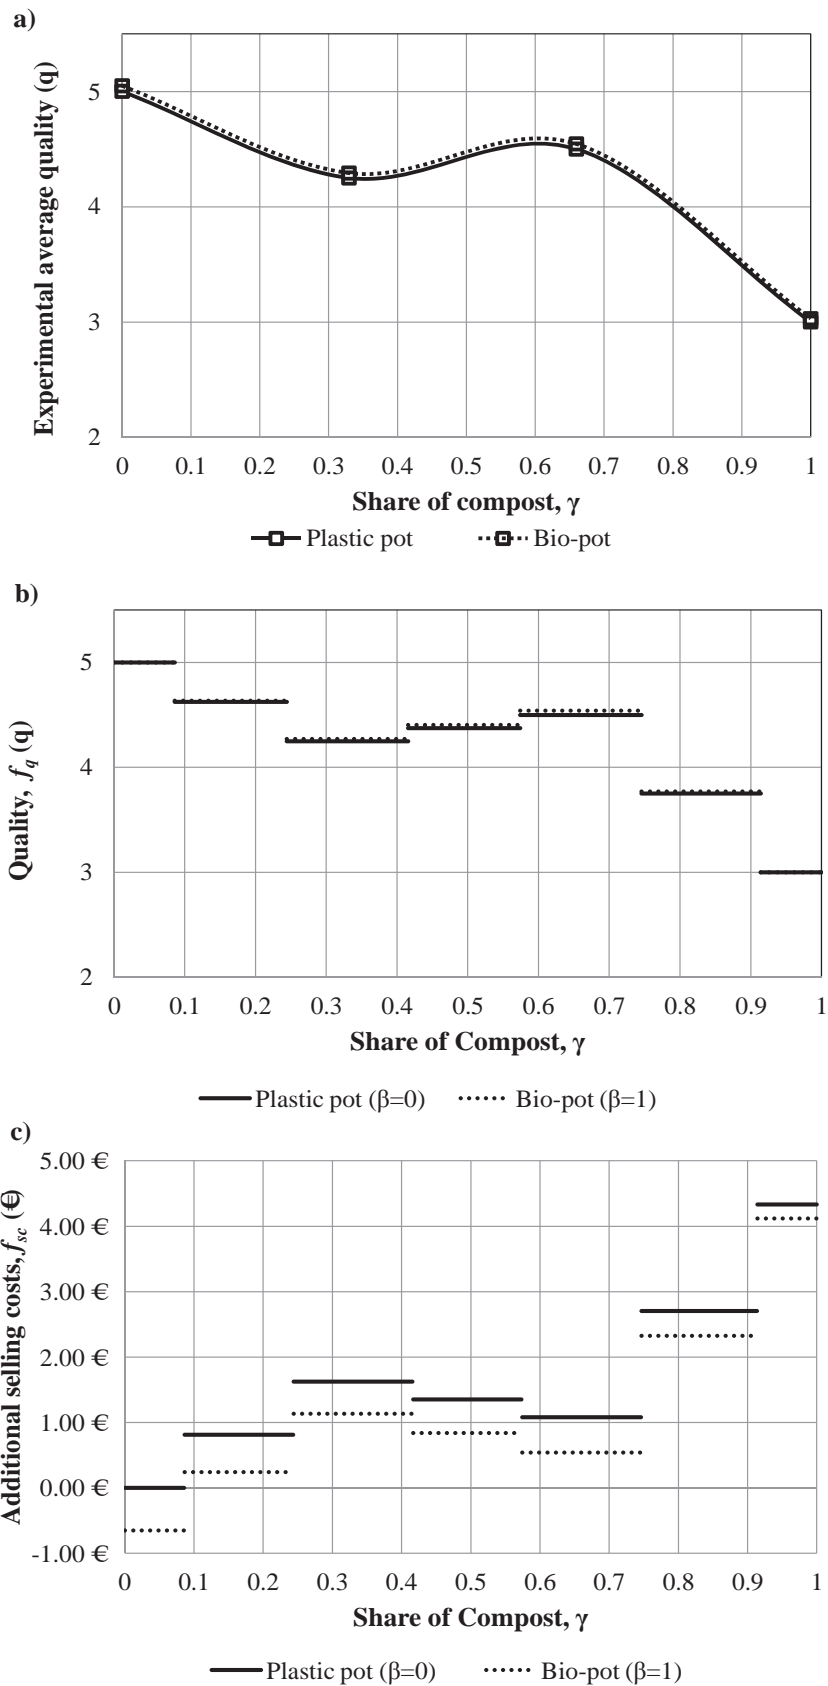 a)
Experimental average quality (q)
5
4
3
2
0 0.1 0.2 0.3 0.4 0.5 0.6 0.7 0.8 0.9 1
Share of compost, γ
Plastic pot Bio-pot
b)
Quality, fq (q)
5
4
3
2
0 0.1 0.2 0.3 0.4 0.5 0.6 0.7 0.8 0.9 1
Share of Compost, γ
Plastic pot (β=0) Bio-pot (β=1)
c)
Additional selling costs, fsc (€)
5.00 €
4.00 €
3.00 €
2.00 €
1.00 €
0.00 €
-1.00 €
0 0.1 0.2 0.3 0.4 0.5 0.6 0.7 0.8 0.9 1
Share of Compost, γ
Plastic pot (β=0) Bio-pot (β=1)